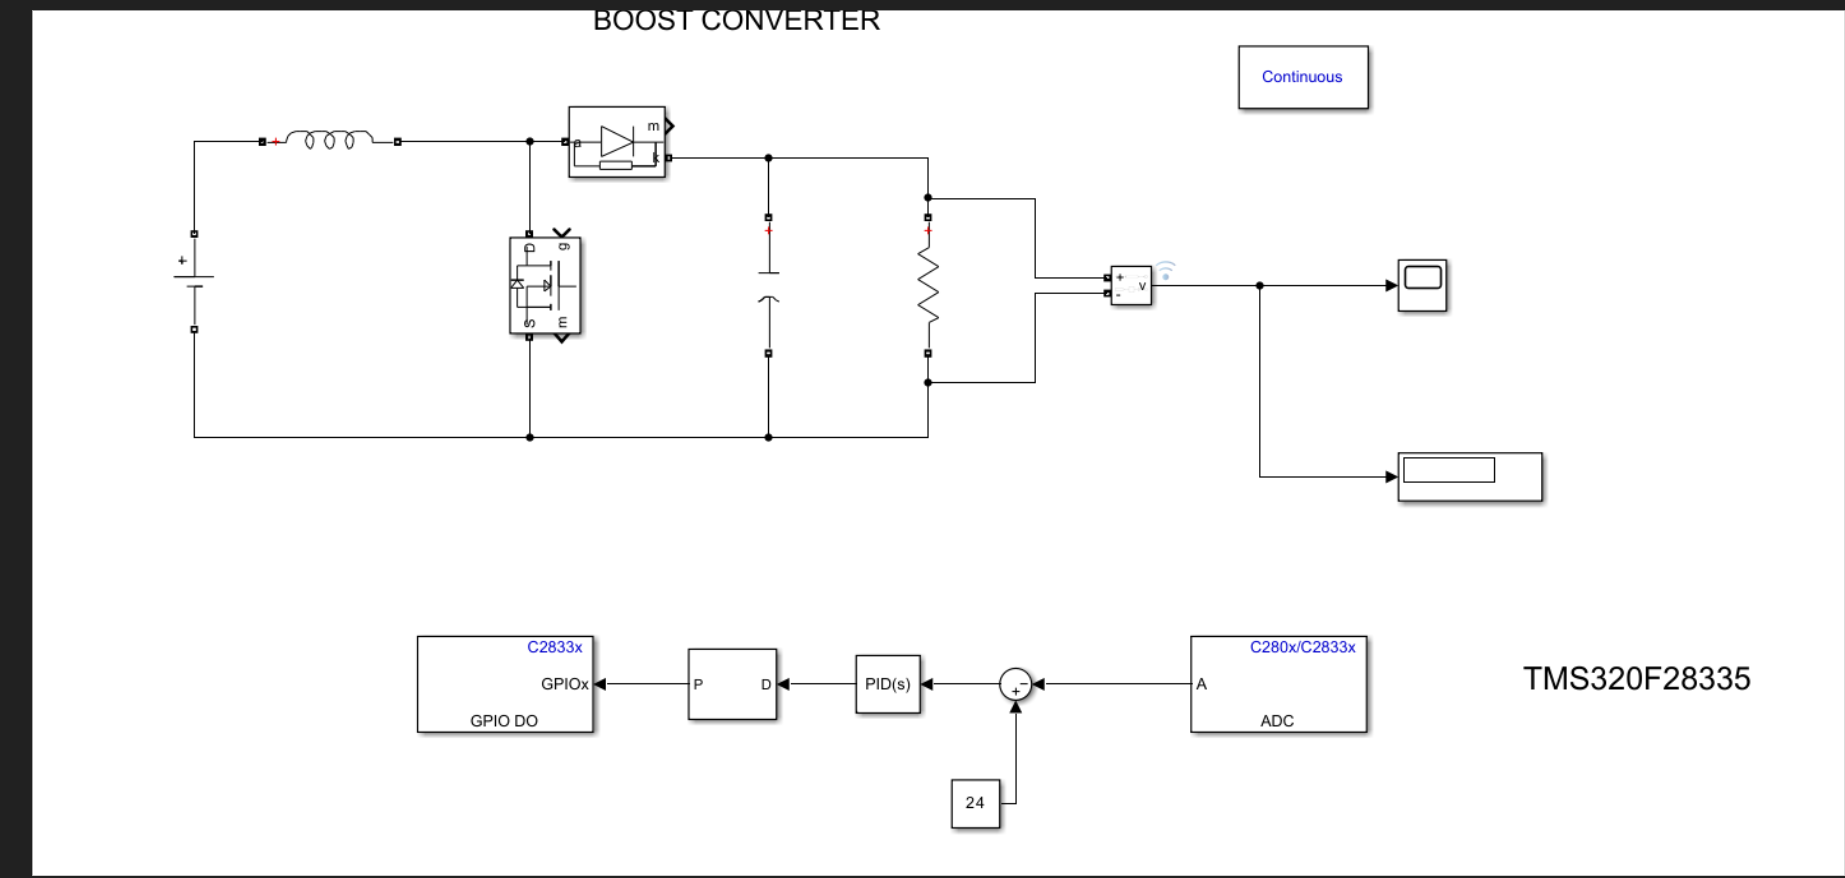 BOOST CONVERTER
Continuous
a
m
k
+
D
g
S
m
+
-
v
C2833x
GPIOx
GPIO DO
P
D
PID(s)
-
+
C280x/C2833x
A
ADC
TMS320F28335
24